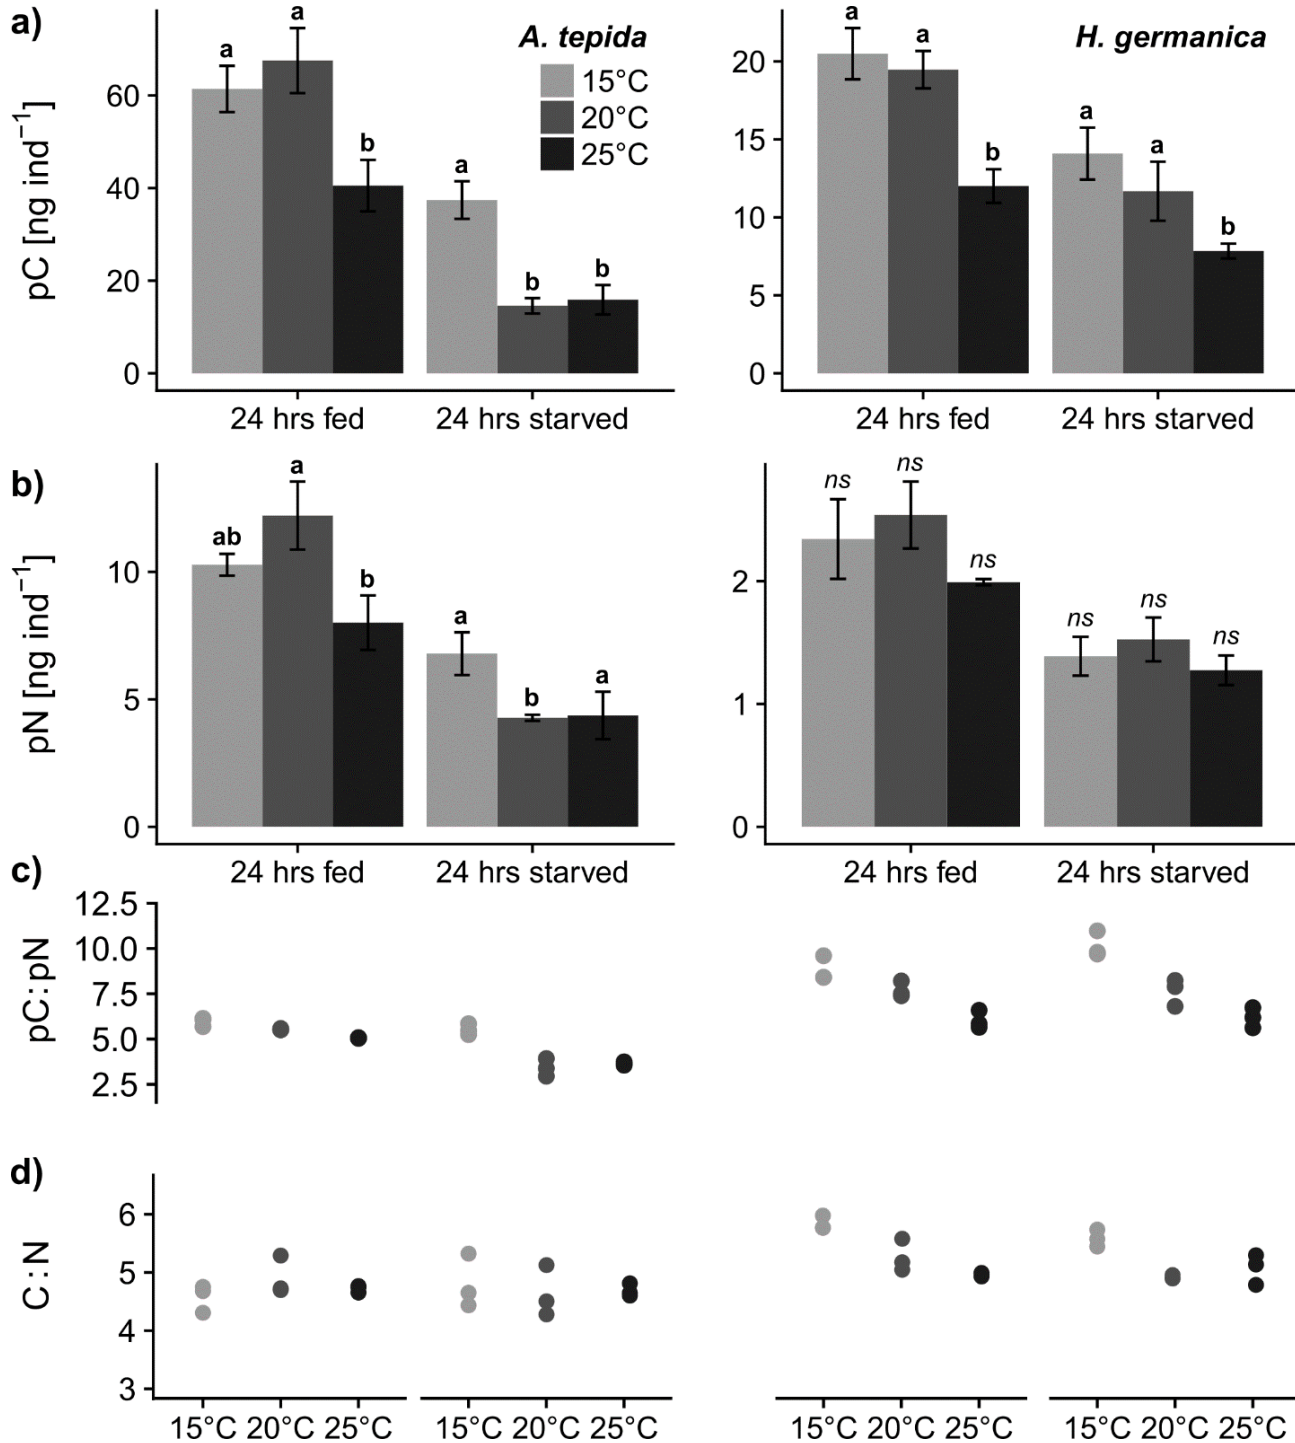 a)
A. tepida
15°C
20°C
25°C
H. germanica
pC [ng ind⁻¹]
60
40
20
0
a
a
b
a
b
b
20
15
10
5
0
a
a
b
a
a
b
24 hrs fed
24 hrs starved
24 hrs fed
24 hrs starved
b)
pN [ng ind⁻¹]
10
5
0
ab
a
b
a
b
a
2
1
0
ns
ns
ns
ns
ns
ns
24 hrs fed
24 hrs starved
24 hrs fed
24 hrs starved
c)
pC:pN
12.5
10.0
7.5
5.0
2.5
d)
C:N
6
5
4
3
15°C 20°C 25°C
15°C 20°C 25°C
15°C 20°C 25°C
15°C 20°C 25°C